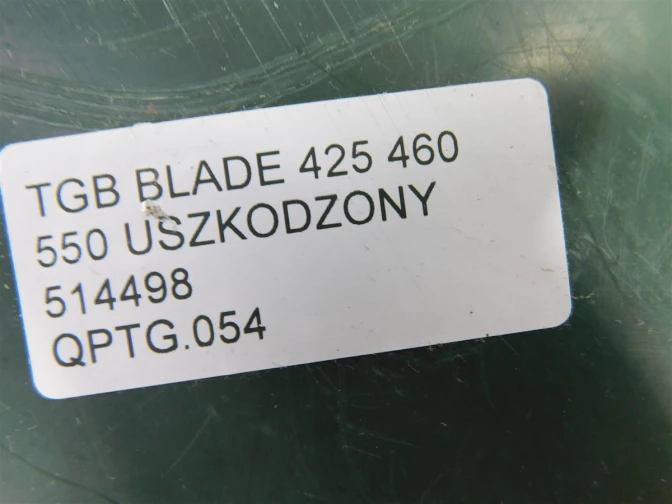 TGB BLADE 425 460
550 USZKODZONY
514498
QPTG.054